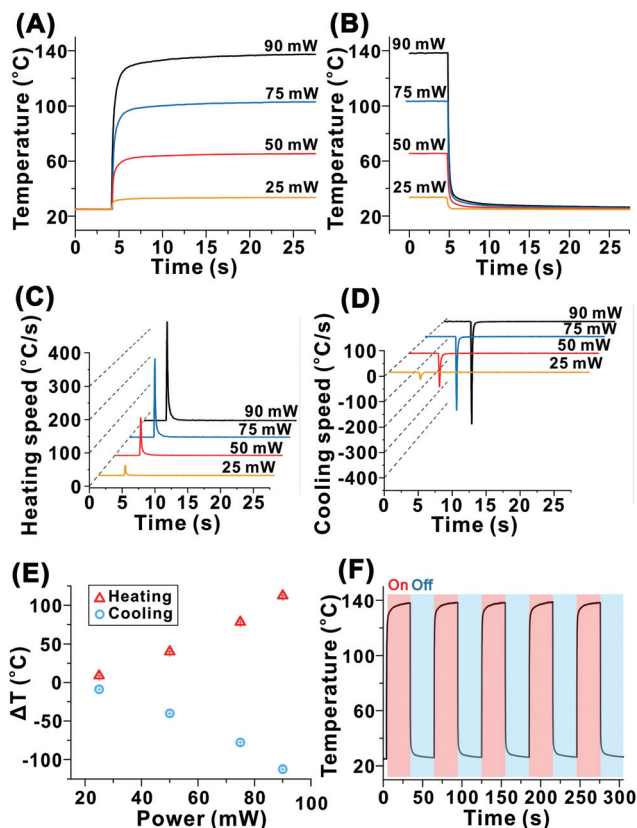 (A)
Temperature (°C)
140
100
60
20
90 mW
75 mW
50 mW
25 mW
0 5 10 15 20 25
Time (s)
(B)
Temperature (°C)
140
100
60
20
90 mW
75 mW
50 mW
25 mW
0 5 10 15 20 25
Time (s)
(C)
Heating speed (°C/s)
400
300
200
100
0
90 mW
75 mW
50 mW
25 mW
0 5 10 15 20 25
Time (s)
(D)
Cooling speed (°C/s)
100
0
-100
-200
-300
-400
90 mW
75 mW
50 mW
25 mW
0 5 10 15 20 25
Time (s)
(E)
Heating
Cooling
ΔT (°C)
100
50
0
-50
-100
20 40 60 80 100
Power (mW)
(F)
On Off
Temperature (°C)
140
100
60
20
0 50 100 150 200 250 300
Time (s)